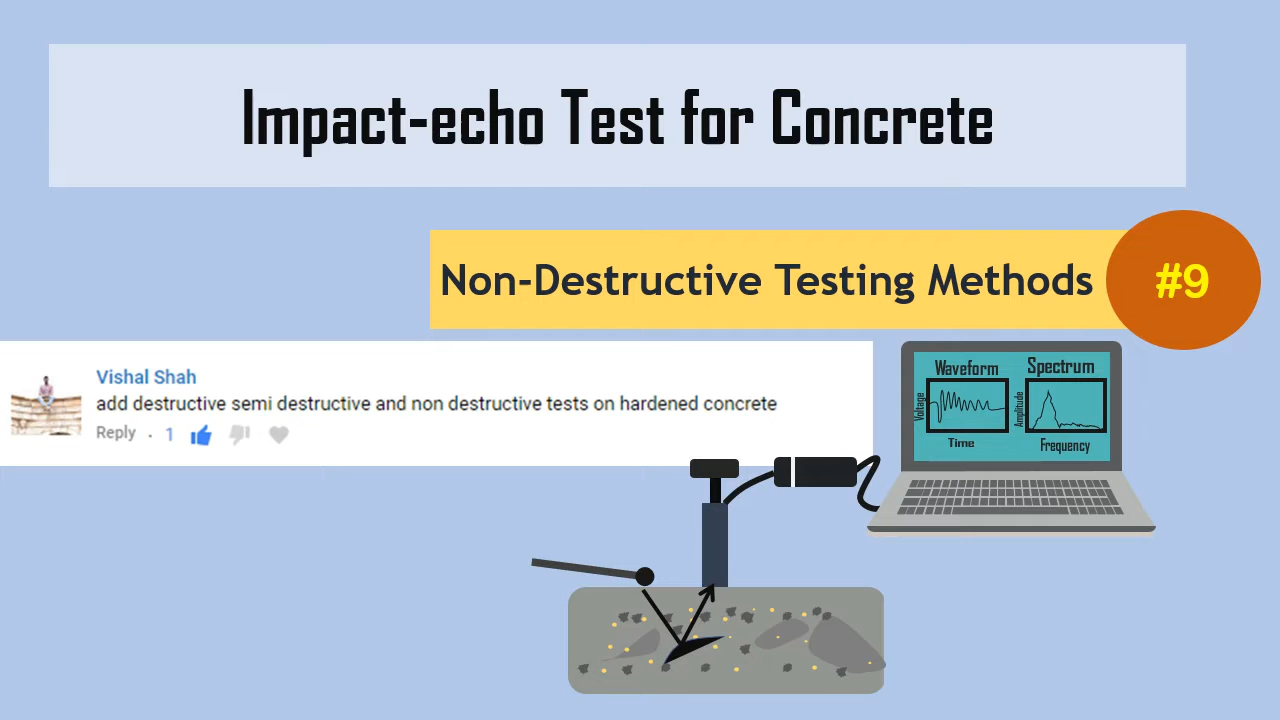 Impact-echo Test for Concrete
Non-Destructive Testing Methods
#9
Vishal Shah
add destructive semi destructive and non destructive tests on hardened concrete
Reply · 1
Waveform
Spectrum
Voltage
Time
Amplitude
Frequency